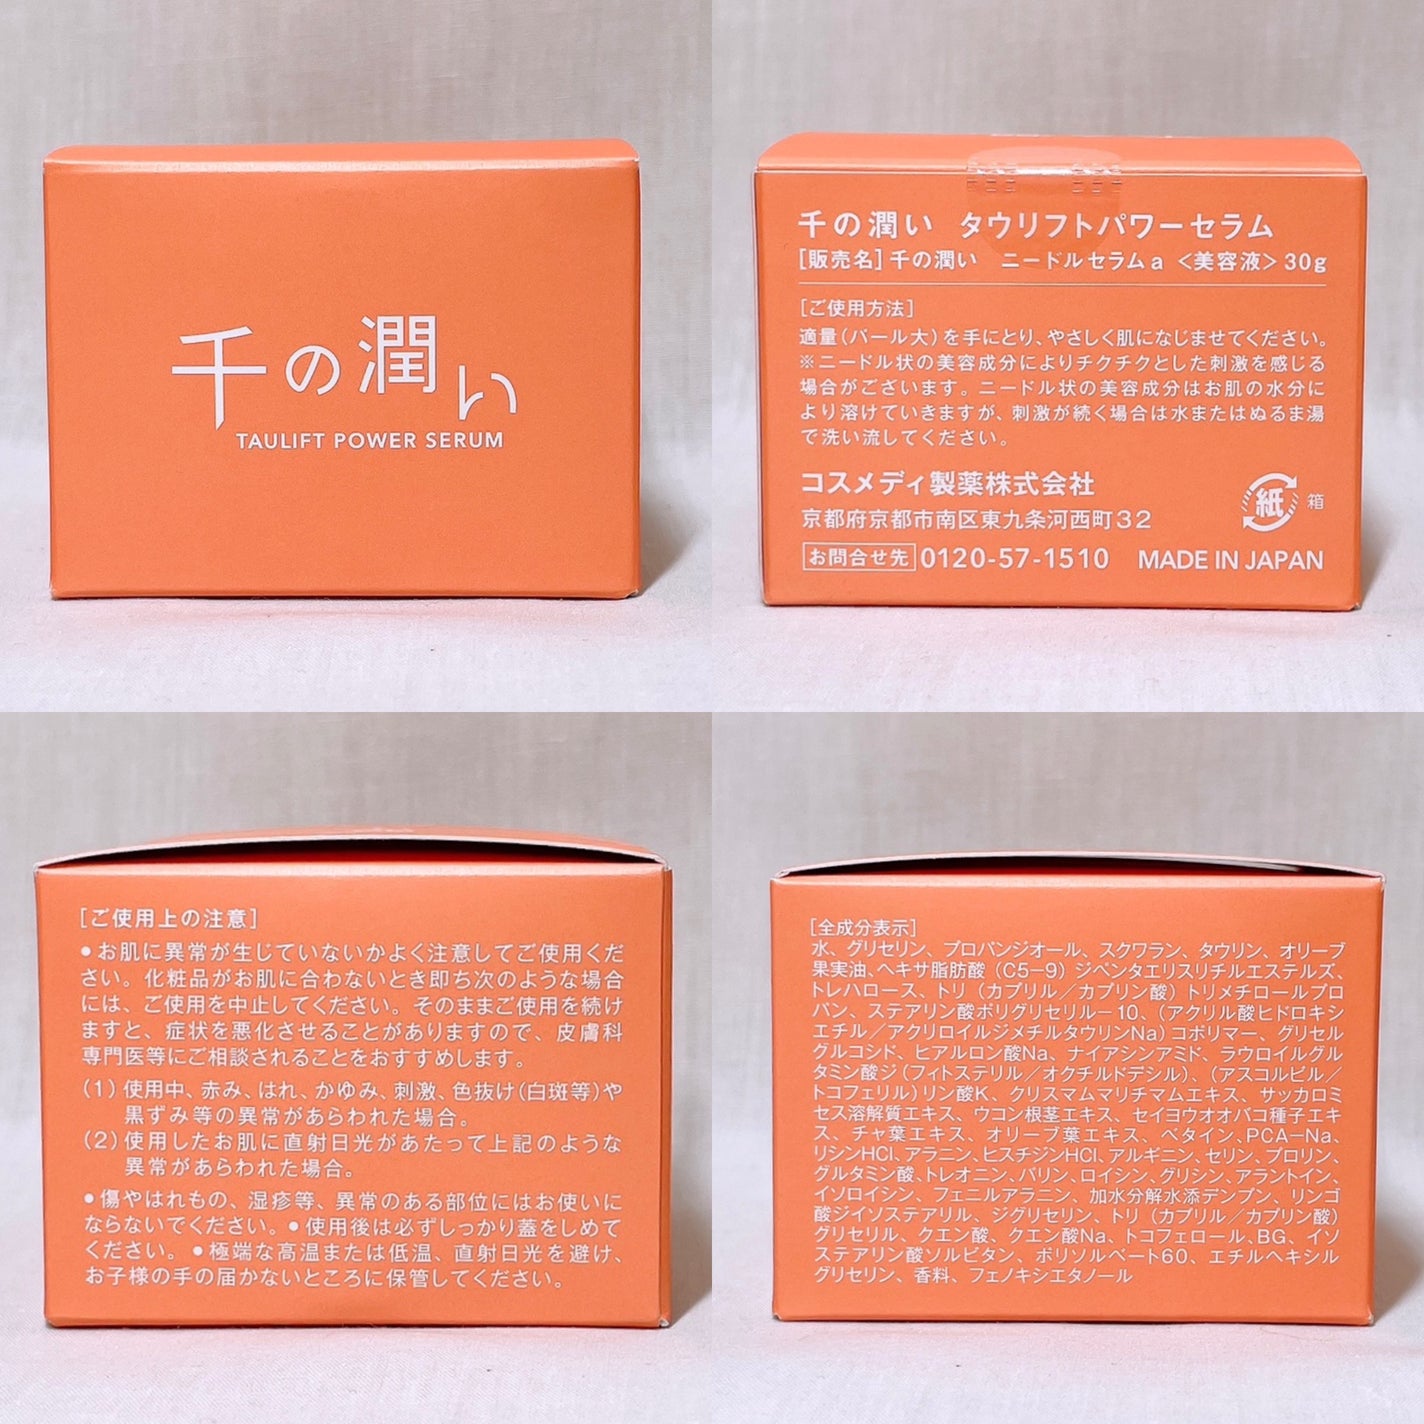 千の潤い
TAULIFT POWER SERUM
千の潤い タウリフトパワーセラム
[販売名]千の潤い ニードルセラムa <美容液>30g
[ご使用方法]
適量(パール大)を手にとり、やさしく肌になじませてください。
※ニードル状の美容成分によりチクチクとした刺激を感じる
場合がございます。ニードル状の美容成分はお肌の水分に
より溶けていきますが、刺激が続く場合は水またはぬるま湯
で洗い流してください。
コスメディ製薬株式会社
京都府京都市南区東九条河西町32
紙 箱
お問合せ先 0120-57-1510 MADE IN JAPAN
[ご使用上の注意]
●お肌に異常が生じていないかよく注意してご使用くだ
さい。化粧品がお肌に合わないとき即ち次のような場合
には、ご使用を中止してください。そのままご使用を続け
ますと、症状を悪化させることがありますので、皮膚科
専門医等にご相談されることをおすすめします。
(1)使用中、赤み、はれ、かゆみ、刺激、色抜け(白斑等)や
黒ずみ等の異常があらわれた場合。
(2)使用したお肌に直射日光があたって上記のような
異常があらわれた場合。
●傷やはれもの、湿疹等、異常のある部位にはお使いに
ならないでください。●使用後は必ずしっかり蓋をしめて
ください。●極端な高温または低温、直射日光を避け、
お子様の手の届かないところに保管してください。
[全成分表示]
水、グリセリン、プロパンジオール、スクワラン、タウリン、オリーブ
果実油、ヘキサ脂肪酸(C5-9)ジペンタエリスリチルエステルズ、
トレハロース、トリ(カプリル/カプリン酸)トリメチロールプロ
パン、ステアリン酸ポリグリセリル-10、(アクリル酸ヒドロキシ
エチル/アクリロイルジメチルタウリンNa)コポリマー、グリセル
グルコシド、ヒアルロン酸Na、ナイアシンアミド、ラウロイルグル
タミン酸ジ(フィトステリル/オクチルドデシル)、(アスコルビル/
トコフェリル)リン酸K、クリスマムマリチマムエキス、サッカロミ
セス溶解質エキス、ウコン根茎エキス、セイヨウオオバコ種子エキ
ス、チャ葉エキス、オリーブ葉エキス、ベタイン、PCA-Na、
リシンHCl、アラニン、ヒスチジンHCl、アルギニン、セリン、プロリン、
グルタミン酸、トレオニン、バリン、ロイシン、グリシン、アラントイン、
イソロイシン、フェニルアラニン、加水分解水添デンプン、リンゴ
酸ジイソステアリル、ジグリセリン、トリ(カプリル/カプリン酸)
グリセリル、クエン酸、クエン酸Na、トコフェロール、BG、イソ
ステアリン酸ソルビタン、ポリソルベート60、エチルヘキシル
グリセリン、香料、フェノキシエタノール